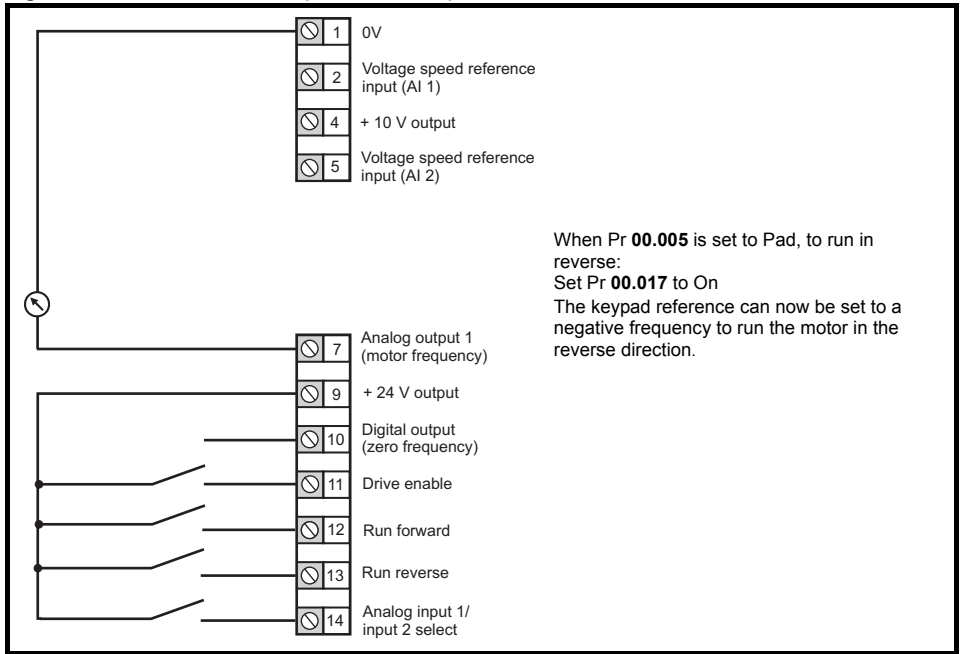 1 0V
2 Voltage speed reference
input (AI 1)
4 + 10 V output
5 Voltage speed reference
input (AI 2)
When Pr 00.005 is set to Pad, to run in
reverse:
Set Pr 00.017 to On
The keypad reference can now be set to a
negative frequency to run the motor in the
reverse direction.
7 Analog output 1
(motor frequency)
9 + 24 V output
10 Digital output
(zero frequency)
11 Drive enable
12 Run forward
13 Run reverse
14 Analog input 1/
input 2 select